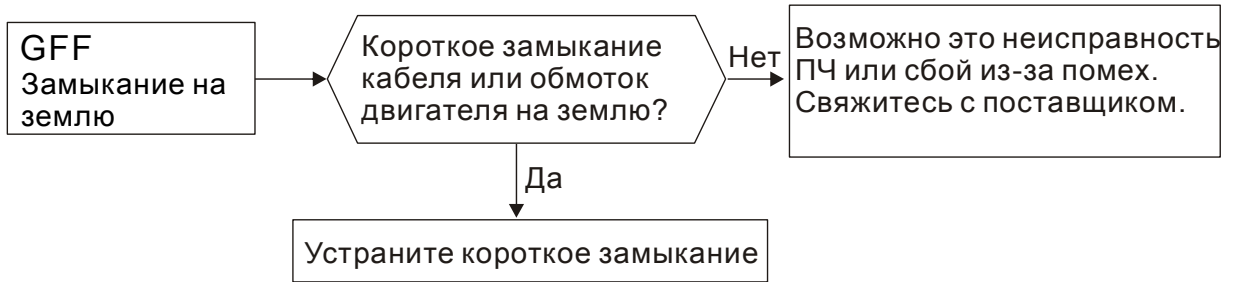 GFF
Замыкание на
землю
Короткое замыкание
кабеля или обмоток
двигателя на землю?
Нет
Возможно это неисправность
ПЧ или сбой из-за помех.
Свяжитесь с поставщиком.
Да
Устраните короткое замыкание